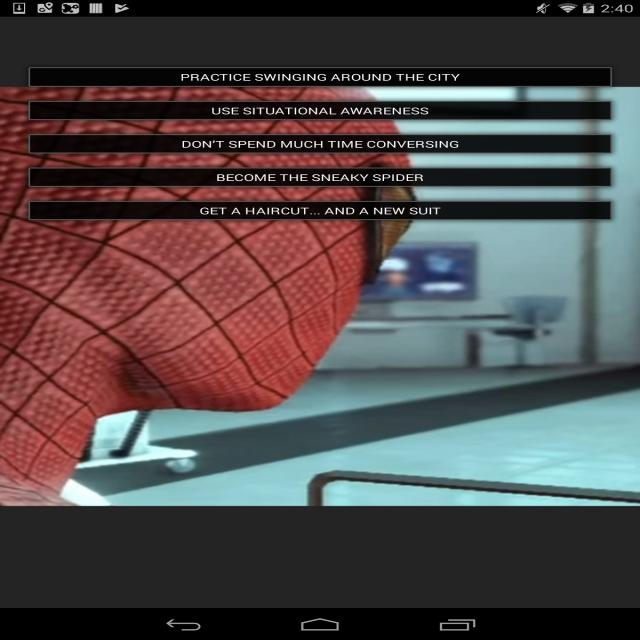 2:40
PRACTICE SWINGING AROUND THE CITY
USE SITUATIONAL AWARENESS
DON'T SPEND MUCH TIME CONVERSING
BECOME THE SNEAKY SPIDER
GET A HAIRCUT... AND A NEW SUIT